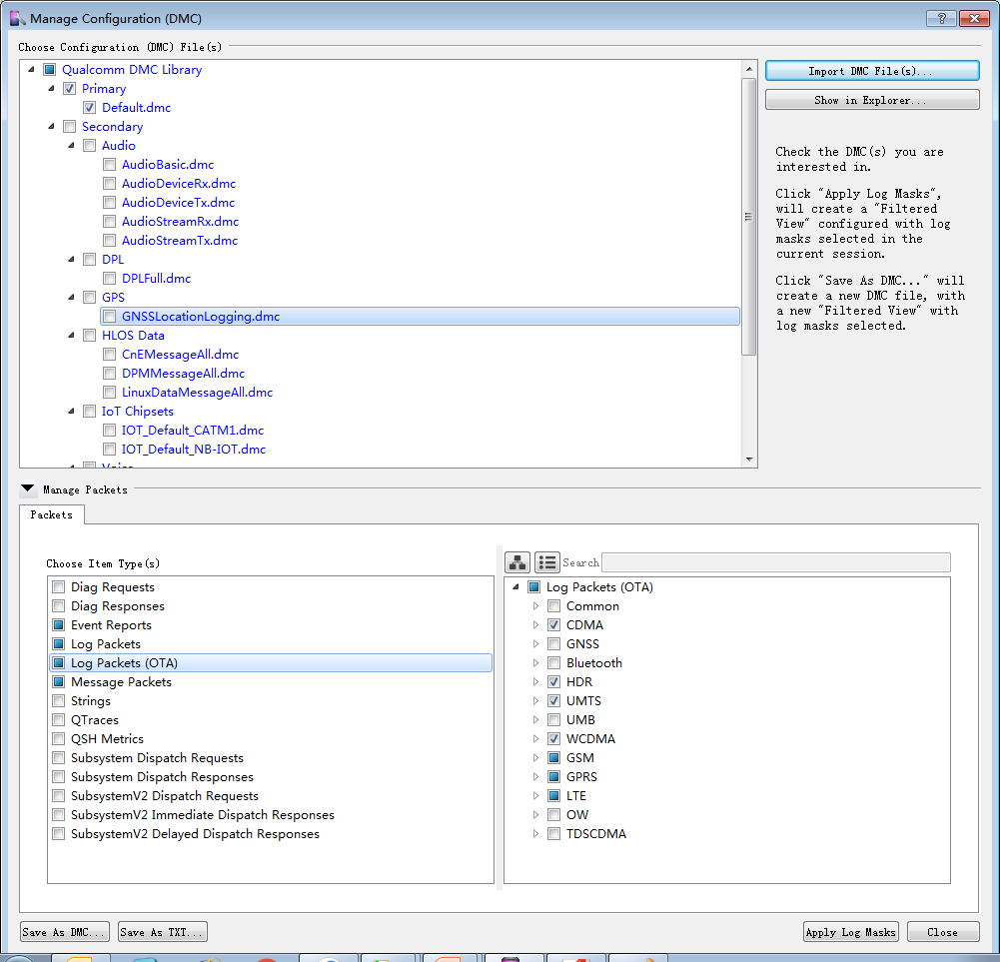 Manage Configuration (DMC)
Choose Configuration (DMC) File(s)
Qualcomm DMC Library
Primary
Default.dmc
Secondary
Audio
AudioBasic.dmc
AudioDeviceRx.dmc
AudioDeviceTx.dmc
AudioStreamRx.dmc
AudioStreamTx.dmc
DPL
DPLFull.dmc
GPS
GNSSLocationLogging.dmc
HLOS Data
CnEMessageAll.dmc
DPMMessageAll.dmc
LinuxDataMessageAll.dmc
IoT Chipsets
IOT_Default_CATM1.dmc
IOT_Default_NB-IOT.dmc
Import DMC File(s)...
Show in Explorer...
Check the DMC(s) you are
interested in.
Click "Apply Log Masks",
will create a "Filtered
View" configured with log
masks selected in the
current session.
Click "Save As DMC..." will
create a new DMC file, with
a new "Filtered View" with
log masks selected.
Manage Packets
Packets
Choose Item Type(s)
Diag Requests
Diag Responses
Event Reports
Log Packets
Log Packets (OTA)
Message Packets
Strings
QTraces
QSH Metrics
Subsystem Dispatch Requests
Subsystem Dispatch Responses
SubsystemV2 Dispatch Requests
SubsystemV2 Immediate Dispatch Responses
SubsystemV2 Delayed Dispatch Responses
Search
Log Packets (OTA)
Common
CDMA
GNSS
Bluetooth
HDR
UMTS
UMB
WCDMA
GSM
GPRS
LTE
OW
TDSCDMA
Save As DMC...
Save As TXT...
Apply Log Masks
Close